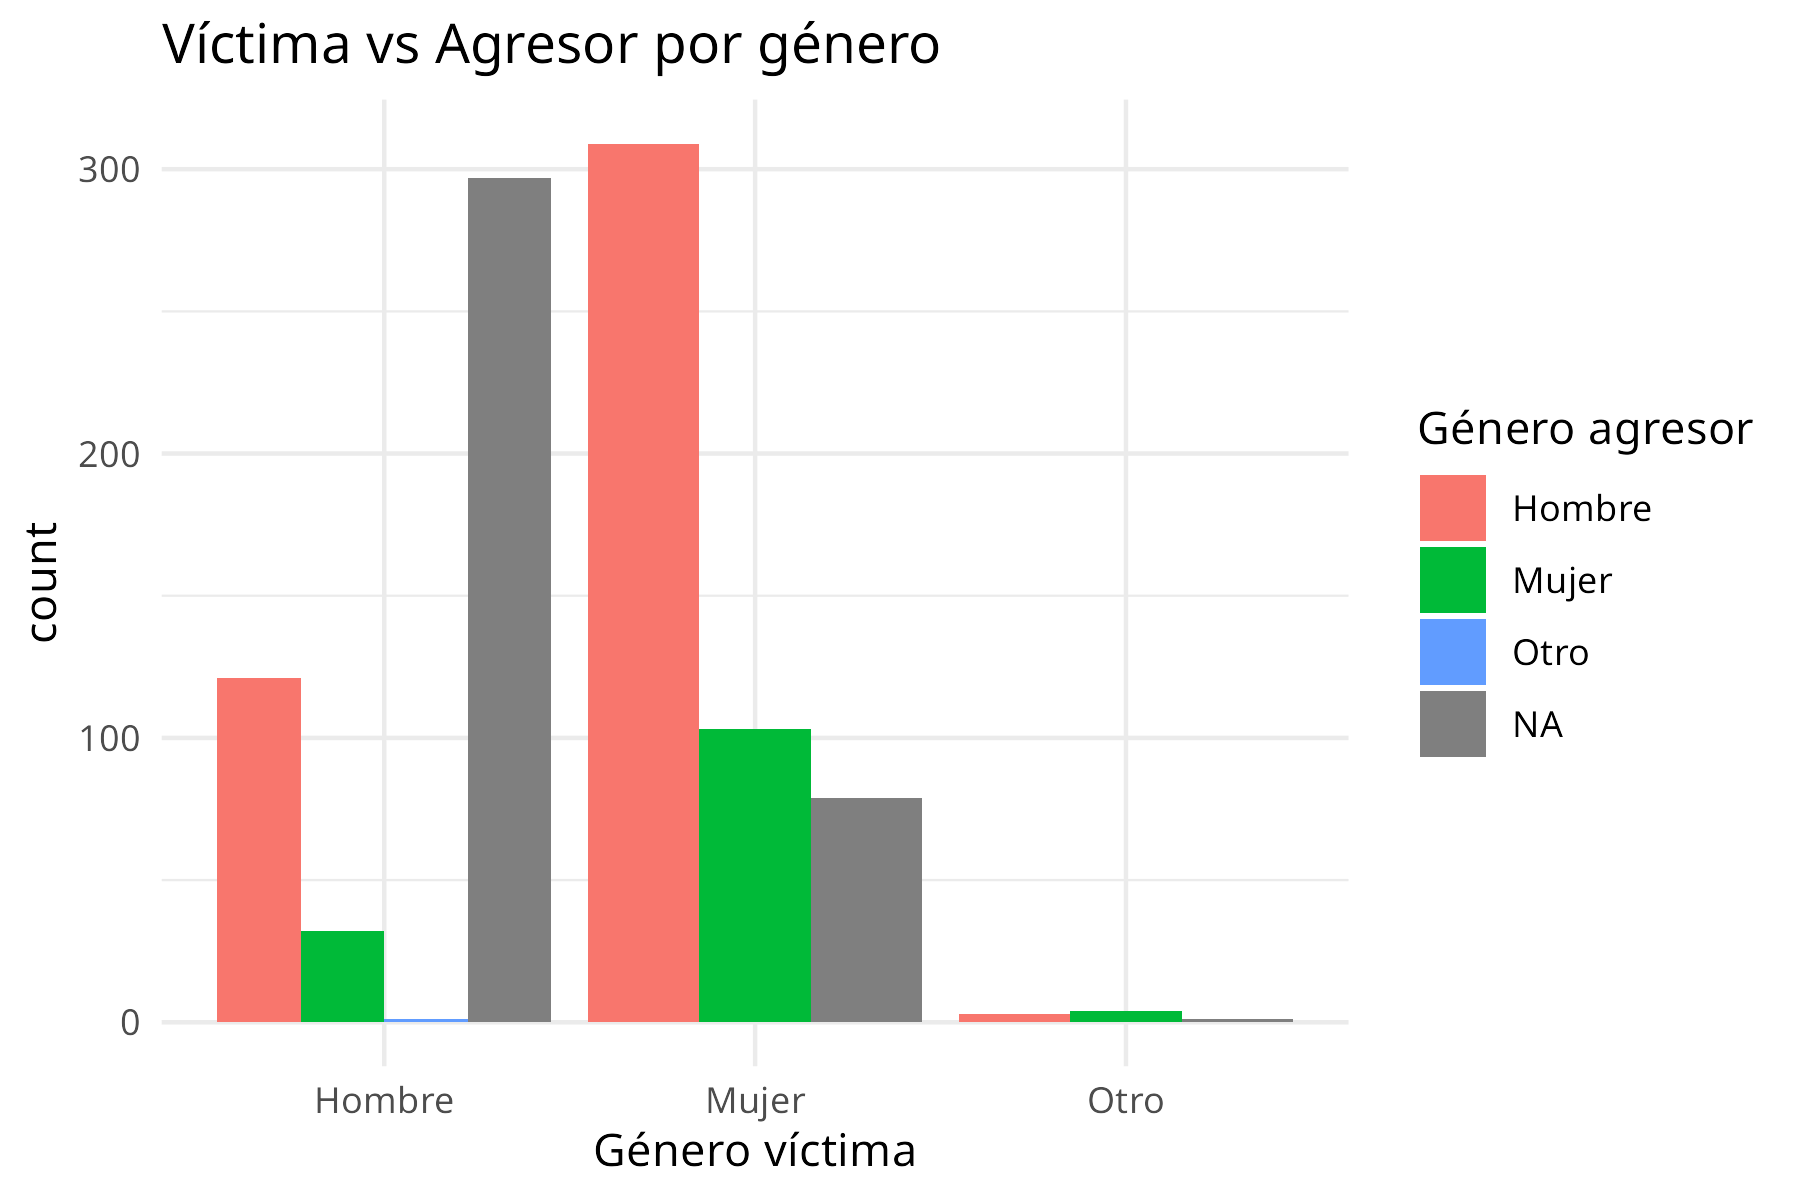 Víctima vs Agresor por género
300
200
100
0
count
Hombre
Mujer
Otro
Género víctima
Género agresor
Hombre
Mujer
Otro
NA